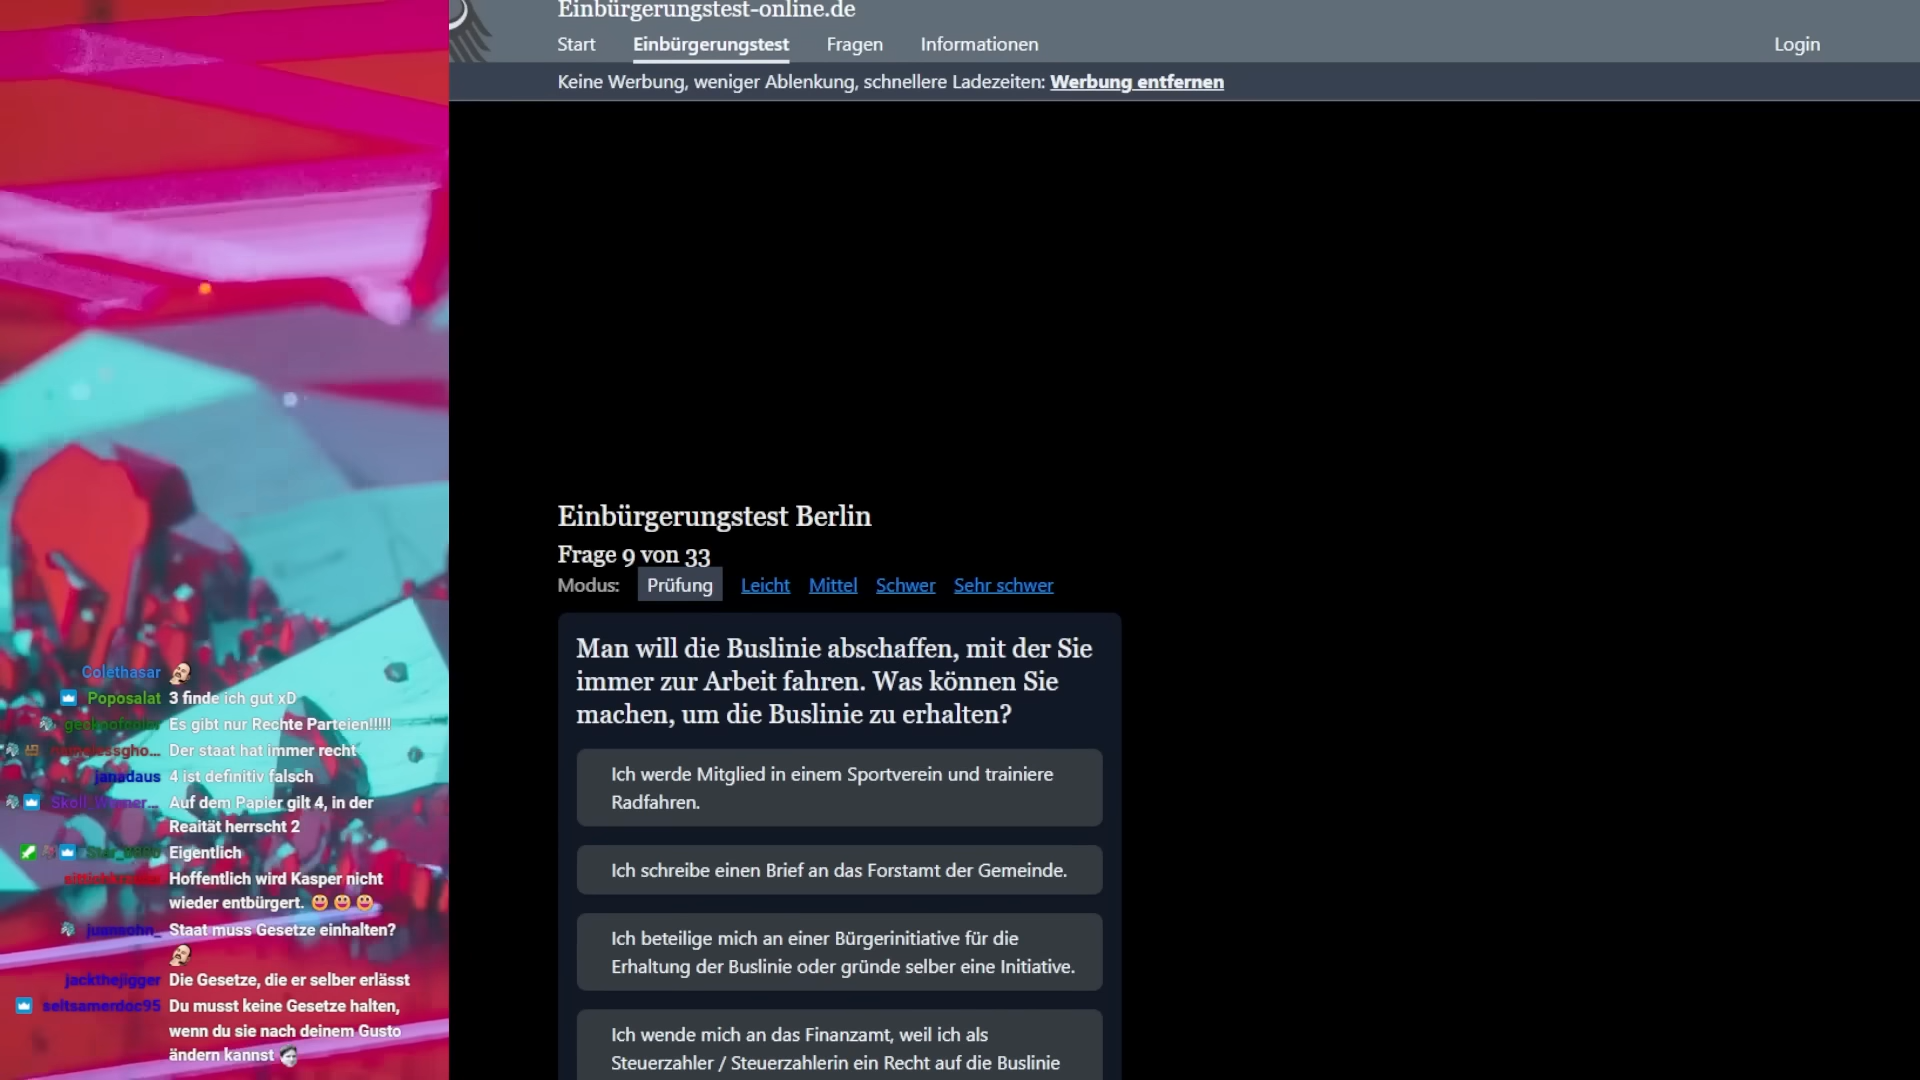 Einbürgerungstest-online.de
Start Einbürgerungstest Fragen Informationen Login
Keine Werbung, weniger Ablenkung, schnellere Ladezeiten: Werbung entfernen
Einbürgerungstest Berlin
Frage 9 von 33
Modus: Prüfung Leicht Mittel Schwer Sehr schwer
Man will die Buslinie abschaffen, mit der Sie
immer zur Arbeit fahren. Was können Sie
machen, um die Buslinie zu erhalten?
Ich werde Mitglied in einem Sportverein und trainiere
Radfahren.
Ich schreibe einen Brief an das Forstamt der Gemeinde.
Ich beteilige mich an einer Bürgerinitiative für die
Erhaltung der Buslinie oder gründe selber eine Initiative.
Ich wende mich an das Finanzamt, weil ich als
Steuerzahler / Steuerzahlerin ein Recht auf die Buslinie
Colethasar
Poposalat 3 finde ich gut xD
Es gibt nur Rechte Parteien!!!!!
Der staat hat immer recht
janadaus 4 ist definitiv falsch
Auf dem Papier gilt 4, in der
Reaität herrscht 2
Eigentlich
Hoffentlich wird Kasper nicht
wieder entbürgert.
Staat muss Gesetze einhalten?
jackthejigger Die Gesetze, die er selber erlässt
seltsamerdoc95 Du musst keine Gesetze halten,
wenn du sie nach deinem Gusto
ändern kannst